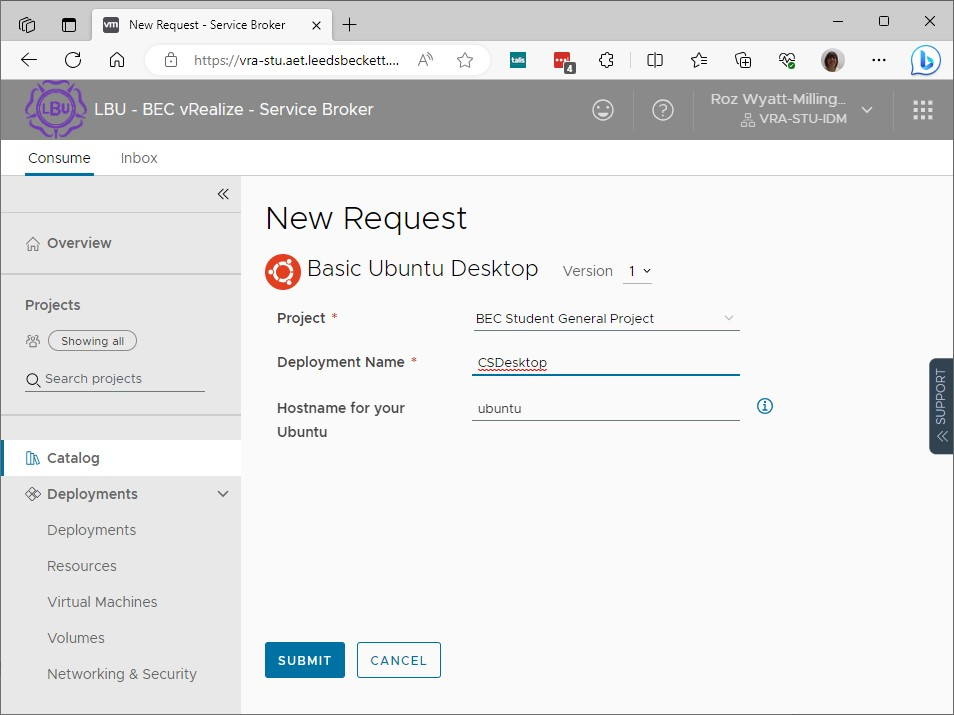 vm New Request - Service Broker
https://vra-stu.aet.leedsbeckett....
A
talis
4
b
LBU
LBU - BEC vRealize - Service Broker
Roz Wyatt-Milling...
VRA-STU-IDM
Consume Inbox
Overview
Projects
Showing all
Search projects
Catalog
Deployments
Deployments
Resources
Virtual Machines
Volumes
Networking & Security
New Request
Basic Ubuntu Desktop Version 1
Project * BEC Student General Project
Deployment Name * CSDesktop
Hostname for your
Ubuntu
ubuntu
SUBMIT CANCEL
SUPPORT